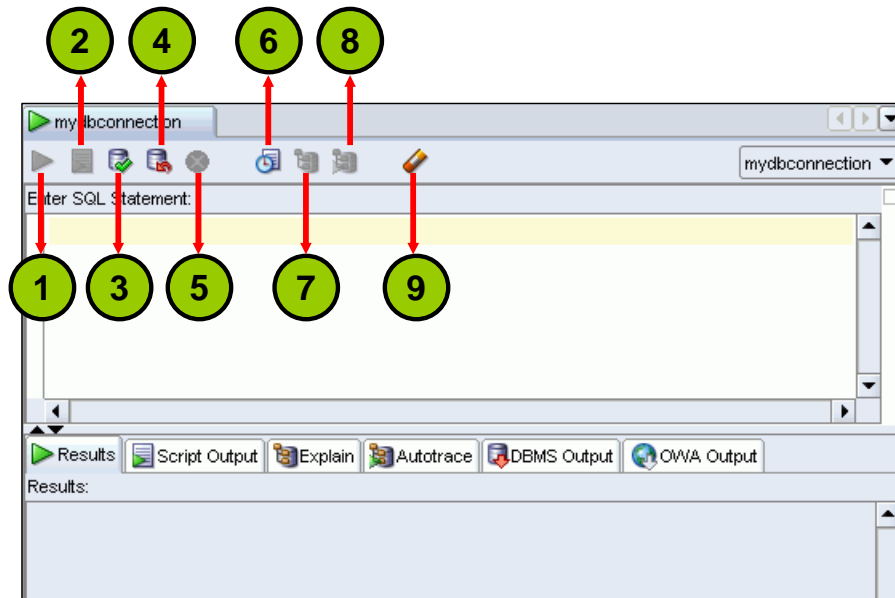 2 4 6 8
mydbconnection
mydbconnection
Enter SQL Statement:
1 3 5 7 9
Results Script Output Explain Autotrace DBMS Output OWA Output
Results: